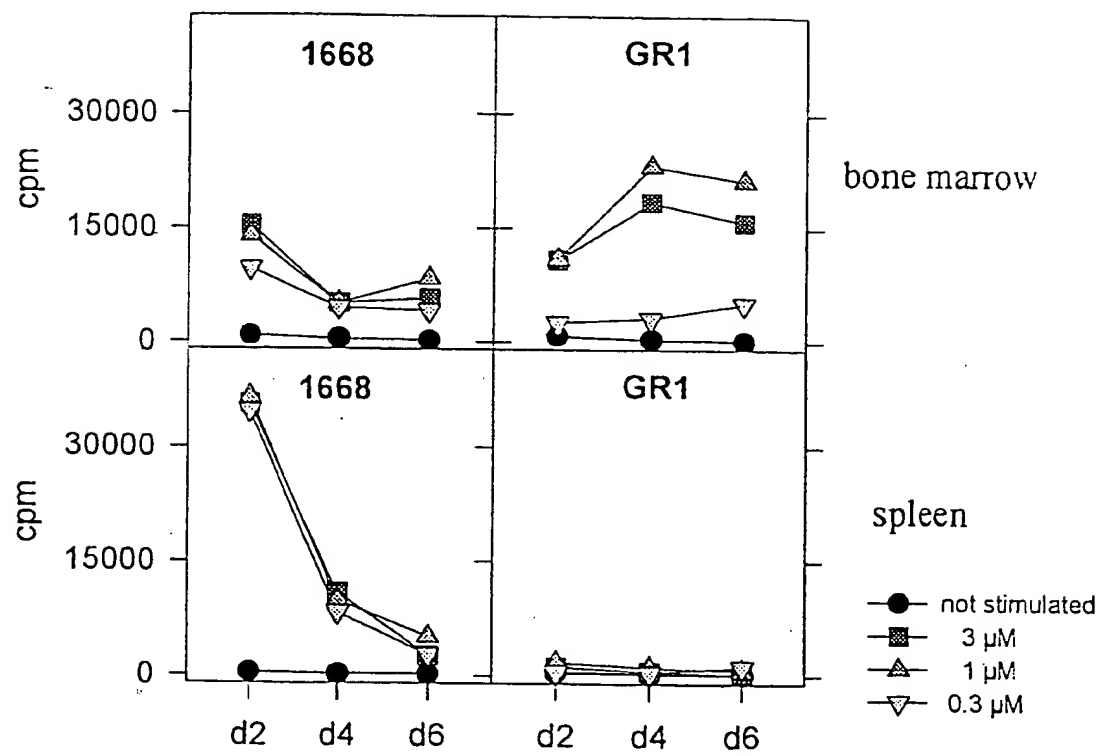 1668
GR1
30000
15000
0
cpm
bone marrow
1668
GR1
30000
15000
0
cpm
spleen
not stimulated
3 µM
1 µM
0.3 µM
d2
d4
d6
d2
d4
d6